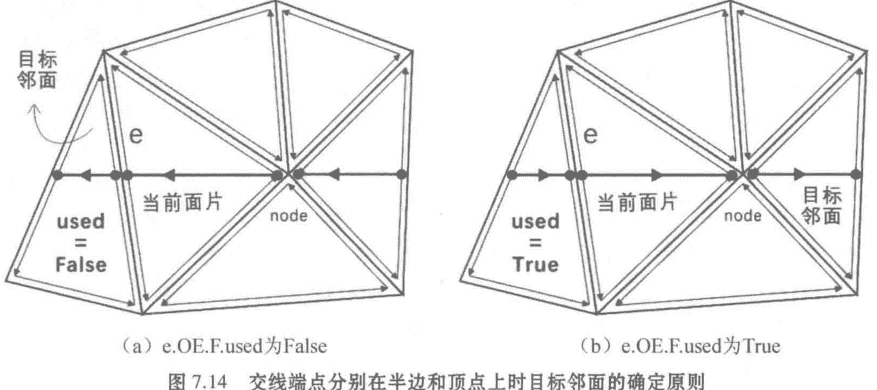 目标
邻面
e
当前面片
node
used
=
False
e
当前面片
目标
邻面
node
used
=
True
（a）e.OE.F.used为False
（b）e.OE.F.used为True
图 7.14 交线端点分别在半边和顶点上时目标邻面的确定原则